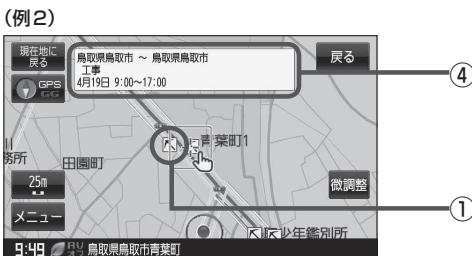 (例2)
現在地に
戻る
鳥取県鳥取市 ～ 鳥取県鳥取市
工事
4月19日 9:00～17:00
戻る
④
GPS
GG
青葉町1
務所
田園町
25m
微調整
メニュー
①
少年鑑別所
9:49
AV
オフ
鳥取県鳥取市青葉町